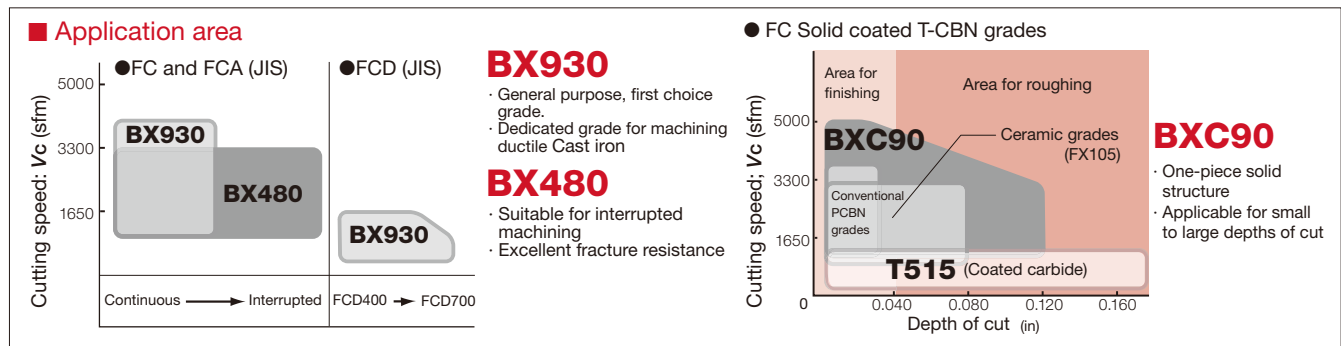 Application area
●FC and FCA (JIS)
●FCD (JIS)
Cutting speed: Vc (sfm)
5000
3300
1650
BX930
BX480
BX930
Continuous
Interrupted
FCD400
FCD700
BX930
· General purpose, first choice
grade.
· Dedicated grade for machining
ductile Cast iron
BX480
· Suitable for interrupted
machining
· Excellent fracture resistance
● FC Solid coated T-CBN grades
Cutting speed; Vc (sfm)
Area for
finishing
Area for roughing
5000
3300
1650
0
BXC90
Ceramic grades
(FX105)
Conventional
PCBN
grades
T515 (Coated carbide)
0.040
0.080
0.120
0.160
Depth of cut (in)
BXC90
· One-piece solid
structure
· Applicable for small
to large depths of cut